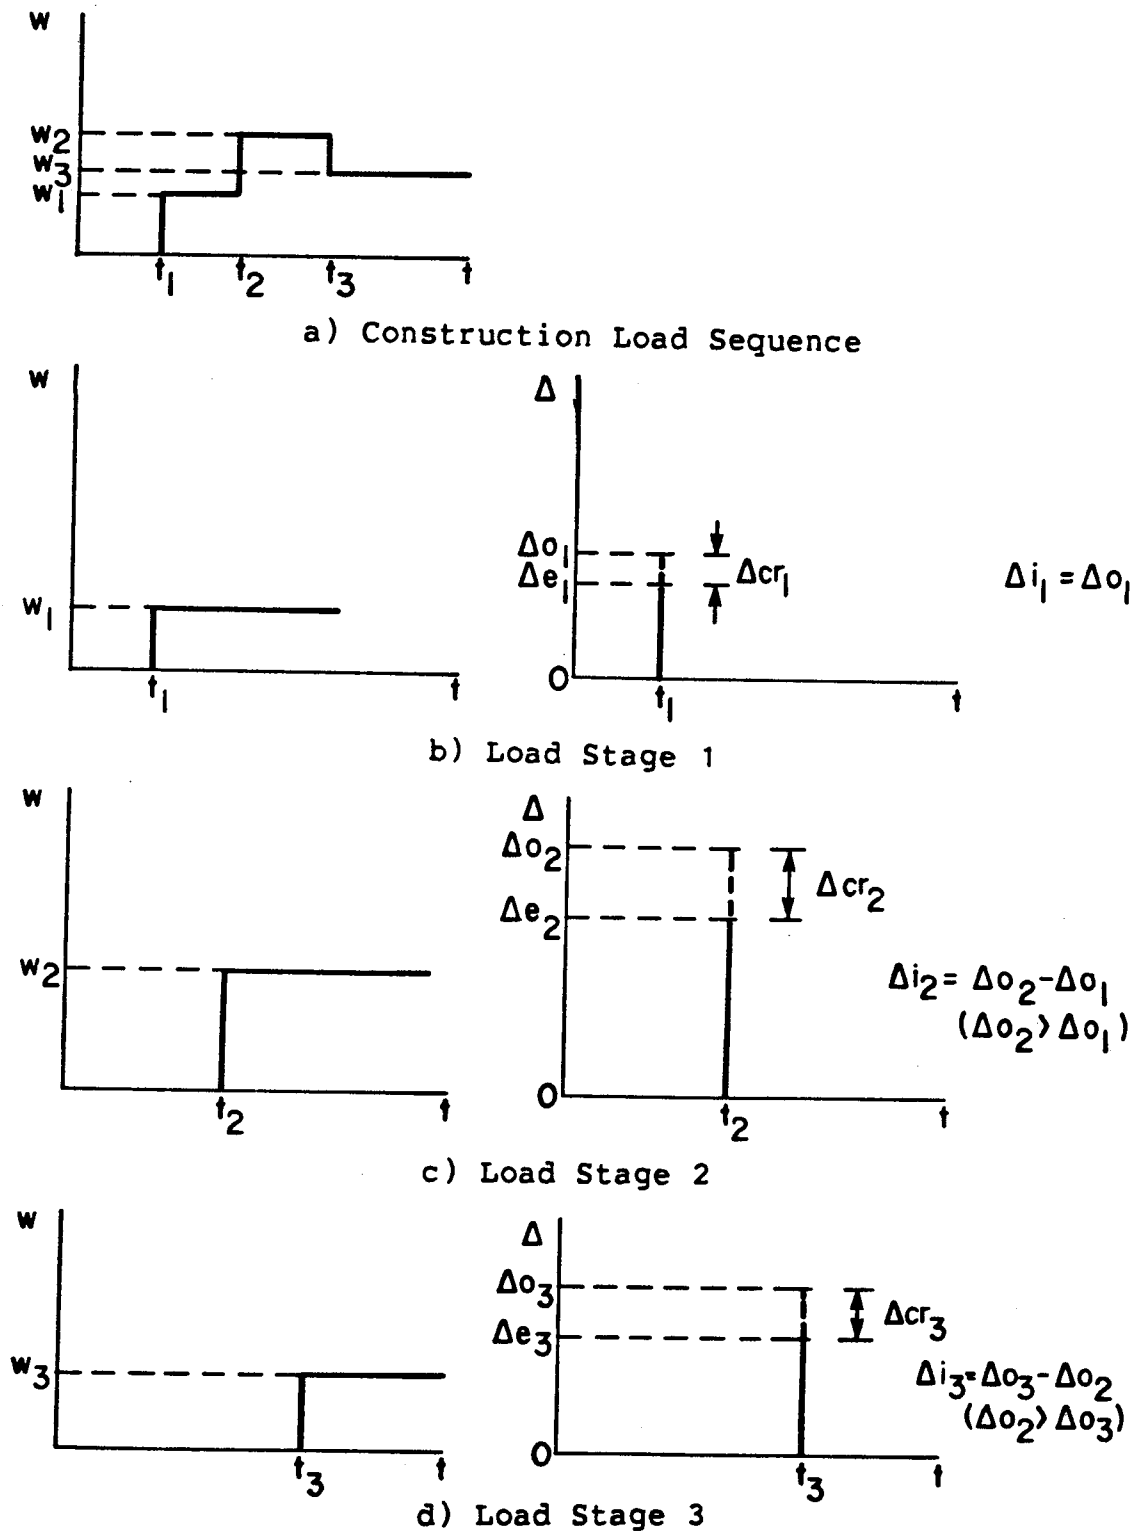 w
w2
w3
w1
t1 t2 t3 t
a) Construction Load Sequence
w
w1
t1 t
Δ
Δo1
Δe1
Δcr1
Δi1 = Δo1
0
t1 t
b) Load Stage 1
w
w2
t2 t
Δ
Δo2
Δe2
Δcr2
Δi2 = Δo2-Δo1
(Δo2>Δo1)
0
t2 t
c) Load Stage 2
w
w3
t3 t
Δ
Δo3
Δe3
Δcr3
Δi3=Δo3-Δo2
(Δo2>Δo3)
0
t3 t
d) Load Stage 3